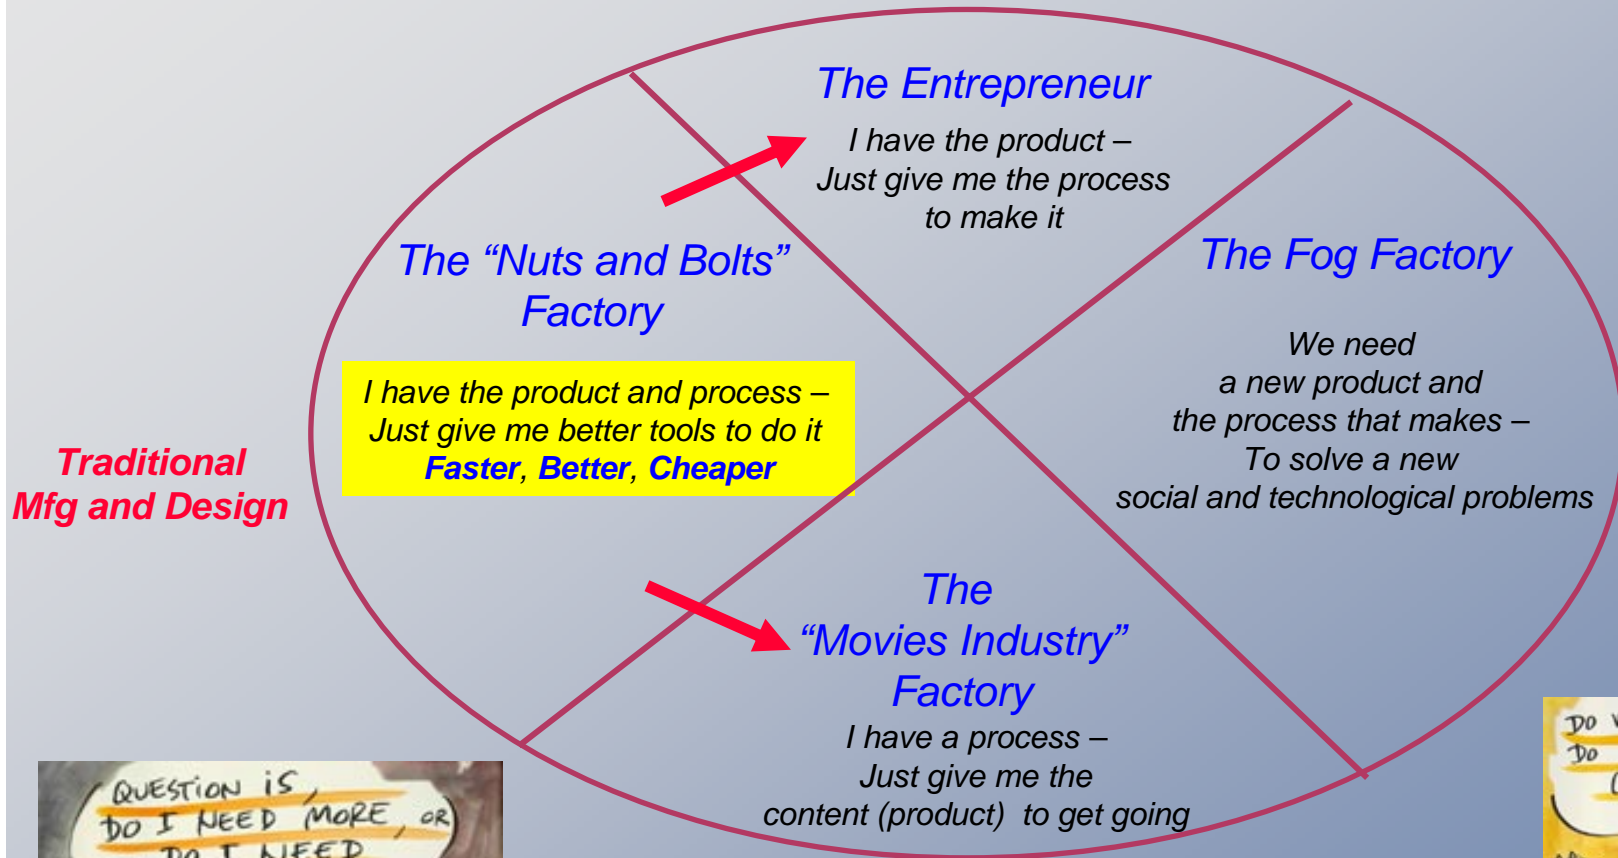 The Entrepreneur
I have the product –
Just give me the process
to make it
The “Nuts and Bolts”
Factory
I have the product and process –
Just give me better tools to do it
Faster, Better, Cheaper
The Fog Factory
We need
a new product and
the process that makes –
To solve a new
social and technological problems
Traditional
Mfg and Design
The
“Movies Industry”
Factory
I have a process –
Just give me the
content (product) to get going
QUESTION IS,
DO I NEED MORE, OR
DO I NEED
DO
DO